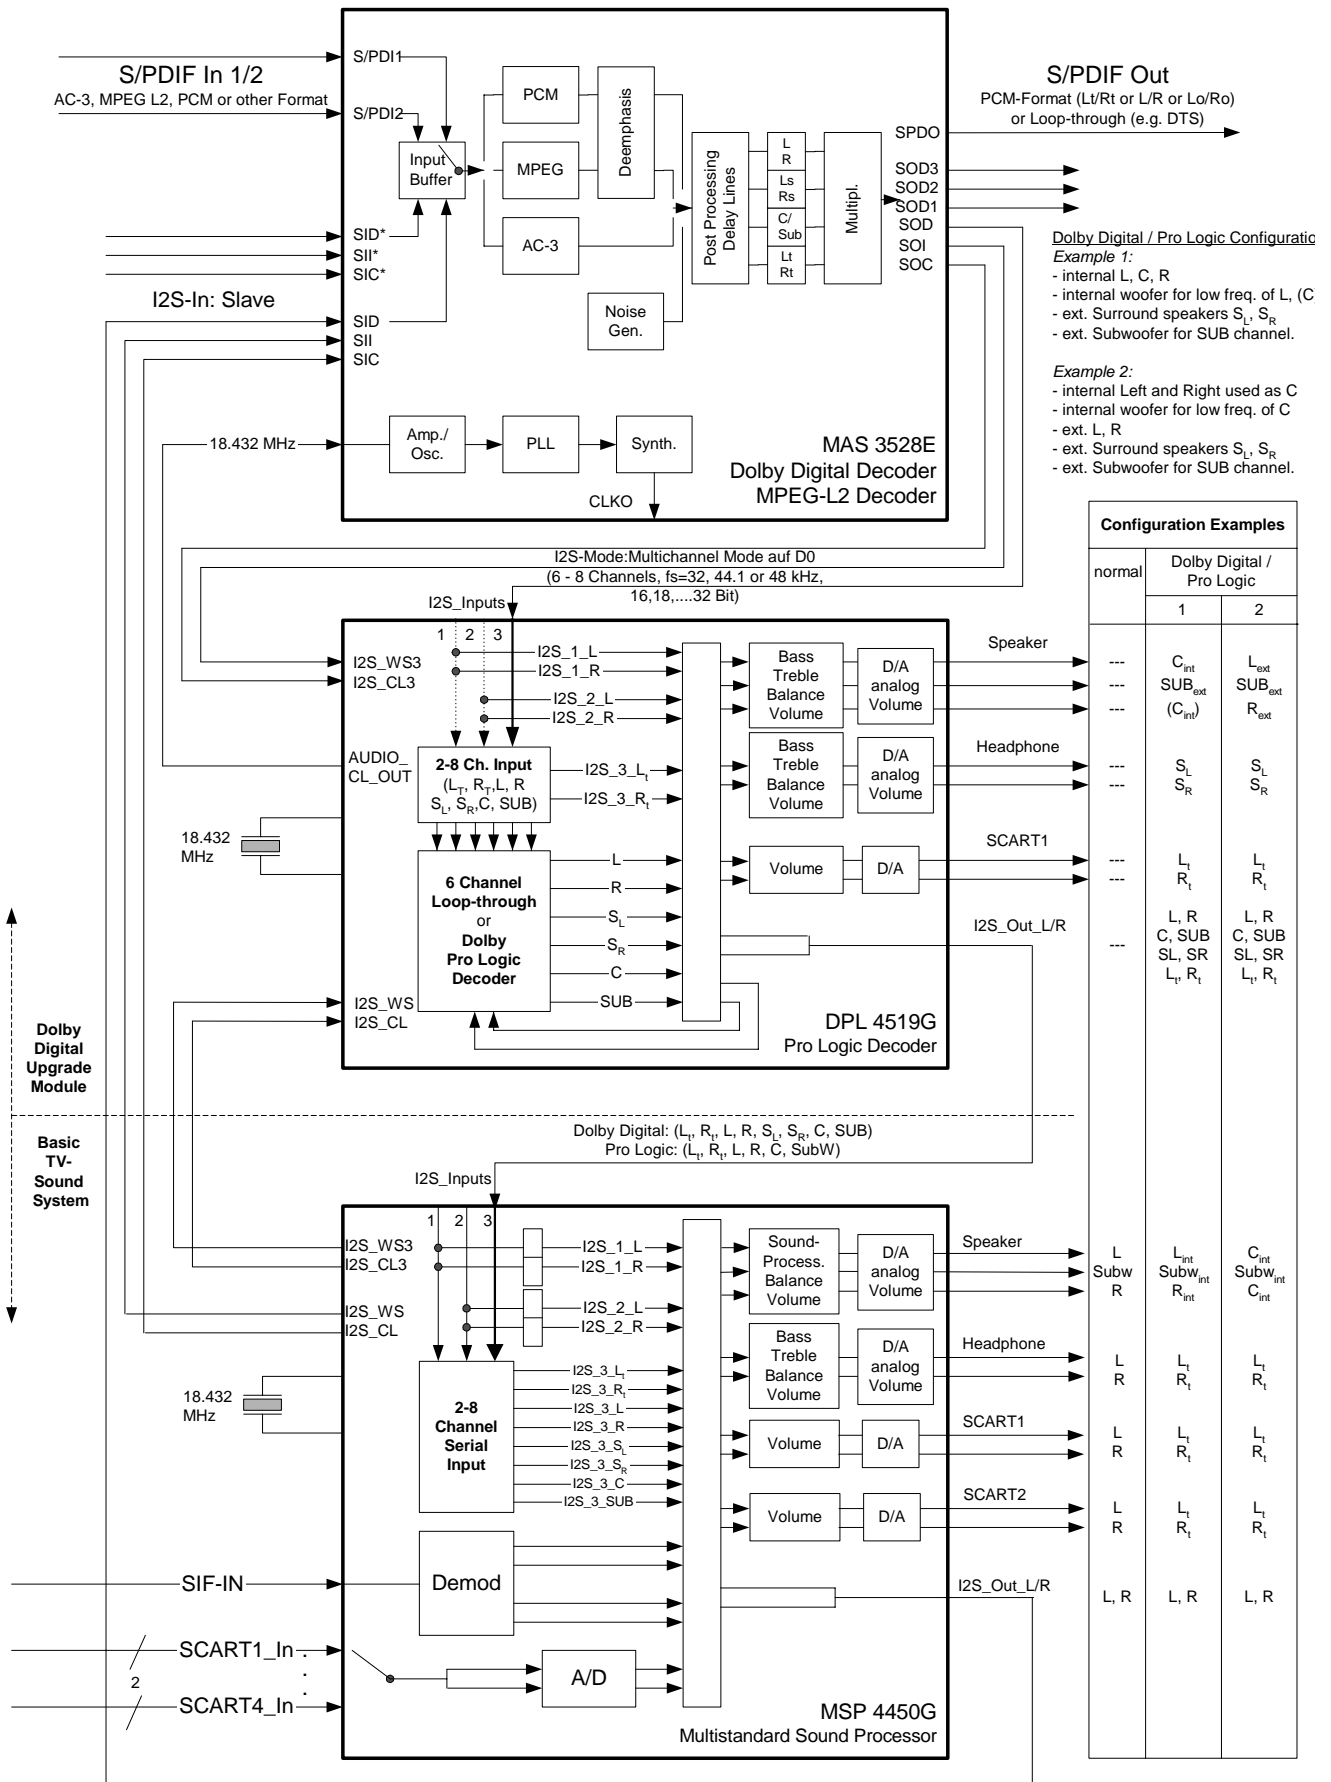 S/PDIF In 1/2
AC-3, MPEG L2, PCM or other Format
S/PDI1
S/PDI2
Input
Buffer
PCM
MPEG
AC-3
Deemphasis
Noise
Gen.
Post Processing
Delay Lines
L
R
Ls
Rs
C/
Sub
Lt
Rt
Multipl.
SPDO
SOD3
SOD2
SOD1
SOD
SOI
SOC
S/PDIF Out
PCM-Format (Lt/Rt or L/R or Lo/Ro)
or Loop-through (e.g. DTS)
SID*
SII*
SIC*
I2S-In: Slave
SID
SII
SIC
18.432 MHz
Amp./
Osc.
PLL
Synth.
CLKO
MAS 3528E
Dolby Digital Decoder
MPEG-L2 Decoder
Dolby Digital / Pro Logic Configuratio
Example 1:
- internal L, C, R
- internal woofer for low freq. of L, (C
- ext. Surround speakers SL, SR
- ext. Subwoofer for SUB channel.
Example 2:
- internal Left and Right used as C
- internal woofer for low freq. of C
- ext. L, R
- ext. Surround speakers SL, SR
- ext. Subwoofer for SUB channel.
Configuration Examples
normal
Dolby Digital /
Pro Logic
1 2
I2S-Mode:Multichannel Mode auf D0
(6 - 8 Channels, fs=32, 44.1 or 48 kHz,
16,18,....32 Bit)
I2S_Inputs
1 2 3
I2S_WS3
I2S_CL3
AUDIO_
CL_OUT
18.432
MHz
I2S_WS
I2S_CL
I2S_1_L
I2S_1_R
I2S_2_L
I2S_2_R
2-8 Ch. Input
(LT, RT,L, R
SL, SR,C, SUB)
I2S_3_Lt
I2S_3_Rt
6 Channel
Loop-through
or
Dolby
Pro Logic
Decoder
L
R
SL
SR
C
SUB
Bass
Treble
Balance
Volume
D/A
analog
Volume
Speaker
--- Cint Lext
--- SUBext SUBext
--- (Cint) Rext
Bass
Treble
Balance
Volume
D/A
analog
Volume
Headphone
--- SL SL
--- SR SR
Volume
D/A
SCART1
--- Lt Lt
--- Rt Rt
I2S_Out_L/R
L, R L, R
C, SUB C, SUB
---
SL, SR SL, SR
Lt, Rt Lt, Rt
DPL 4519G
Pro Logic Decoder
Dolby
Digital
Upgrade
Module
Basic
TV-
Sound
System
Dolby Digital: (Lt, Rt, L, R, SL, SR, C, SUB)
Pro Logic: (Lt, Rt, L, R, C, SubW)
I2S_Inputs
1 2 3
I2S_WS3
I2S_CL3
I2S_WS
I2S_CL
18.432
MHz
I2S_1_L
I2S_1_R
I2S_2_L
I2S_2_R
2-8
Channel
Serial
Input
I2S_3_Lt
I2S_3_Rt
I2S_3_L
I2S_3_R
I2S_3_SL
I2S_3_SR
I2S_3_C
I2S_3_SUB
Sound-
Process.
Balance
Volume
D/A
analog
Volume
Speaker
L Lint Cint
Subw Subwint Subwint
R Rint Cint
Bass
Treble
Balance
Volume
D/A
analog
Volume
Headphone
L Lt Lt
R Rt Rt
Volume
D/A
SCART1
L Lt Lt
R Rt Rt
Volume
D/A
SCART2
L Lt Lt
R Rt Rt
SIF-IN
Demod
I2S_Out_L/R
L, R L, R L, R
SCART1_In
.
.
.
2
SCART4_In
A/D
MSP 4450G
Multistandard Sound Processor